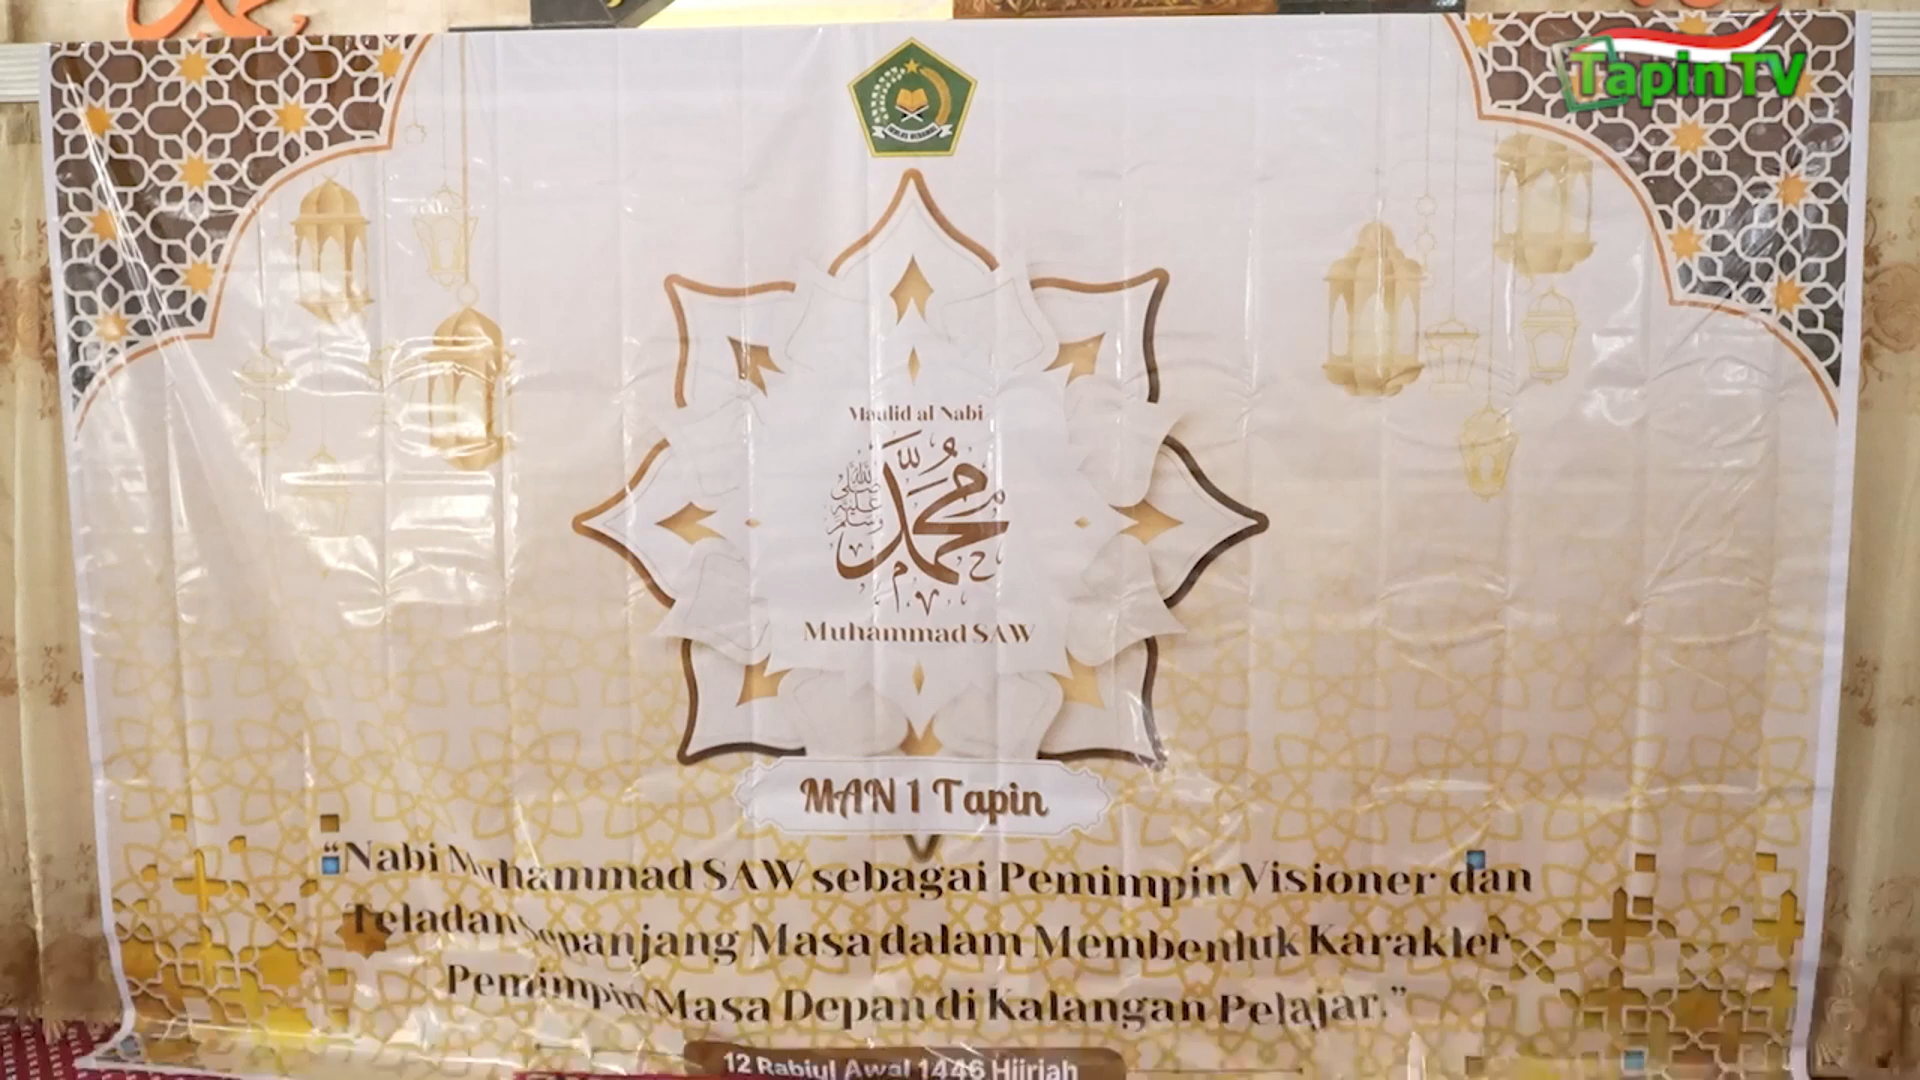 TapinTV
IKHLAS BERAMAL
Maulid al Nabi
محمد
صلى الله عليه وسلم
Muhammad SAW
MAN 1 Tapin
“Nabi Muhammad SAW sebagai Pemimpin Visioner dan
Teladan Sepanjang Masa dalam Membentuk Karakter
Pemimpin Masa Depan di Kalangan Pelajar.”
12 Rabiul Awal 1446 Hijriah